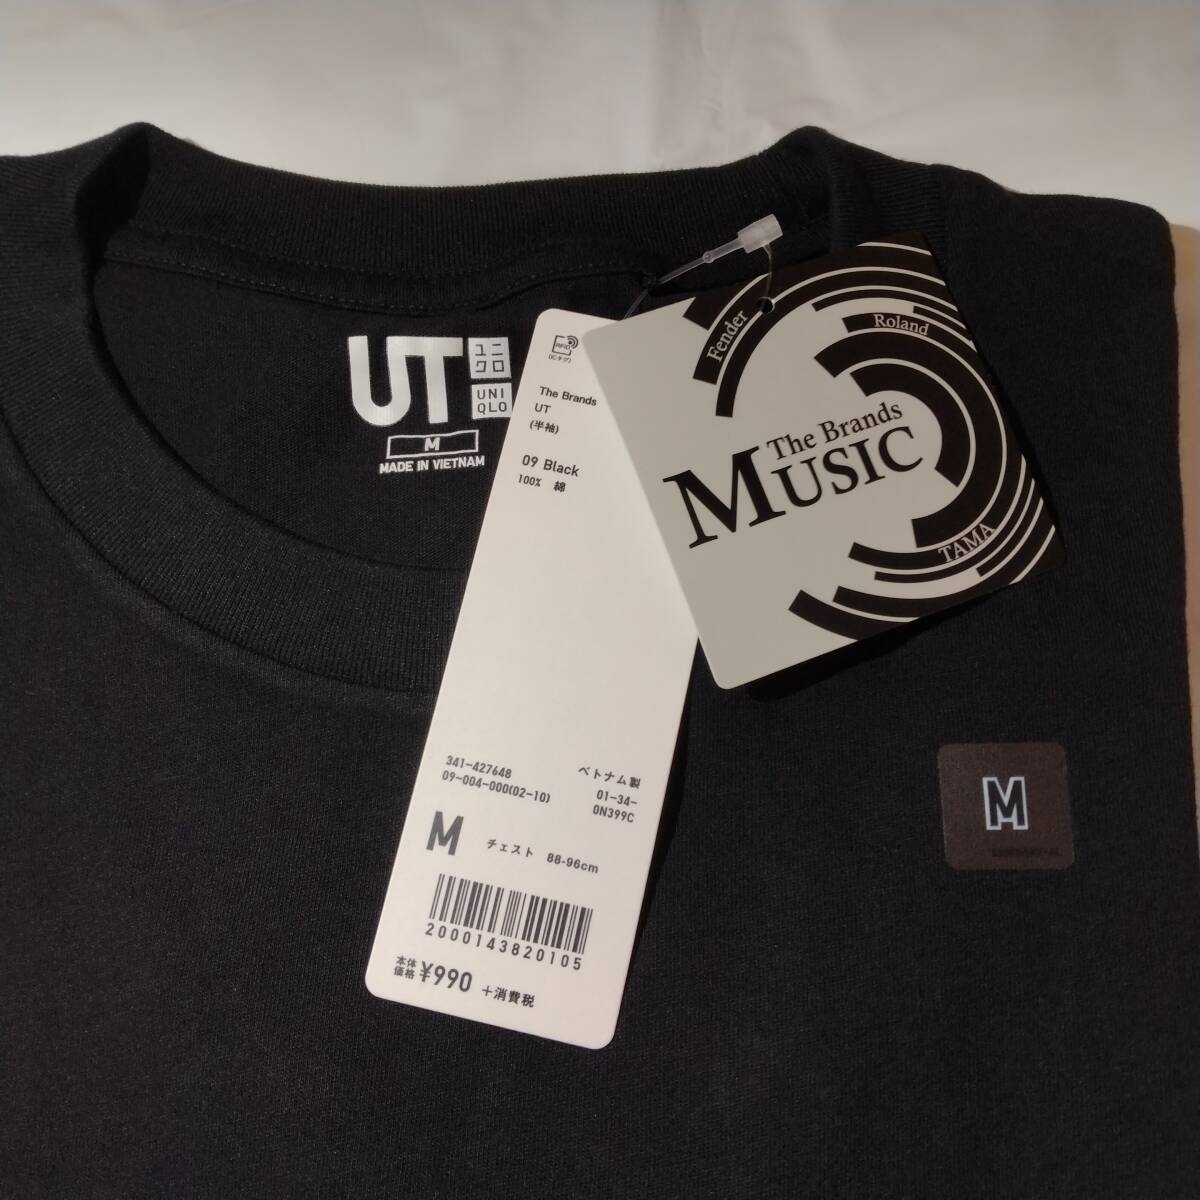 UT
ユニ
クロ
UNI
QLO
M
MADE IN VIETNAM
RFID
(ICタグ)
The Brands
UT
(半袖)
09 Black
100% 綿
341-427648
09-004-000(02-10)
ベトナム製
01-34-
0N399C
M チェスト 88-96cm
2000143820105
本体
価格 ¥990 +消費税
Fender
Roland
The Brands
MUSIC
TAMA
M